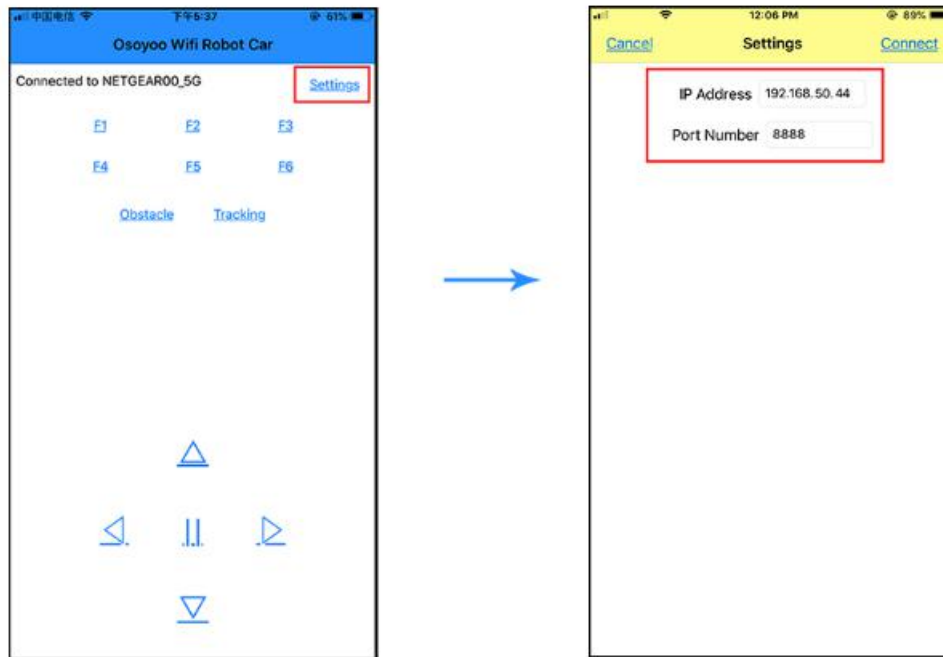 中国电信 下午5:37 61%
Osoyoo Wifi Robot Car
Connected to NETGEAR00_5G Settings
F1 F2 F3
F4 F5 F6
Obstacle Tracking
12:06 PM 89%
Cancel Settings Connect
IP Address 192.168.50.44
Port Number 8888